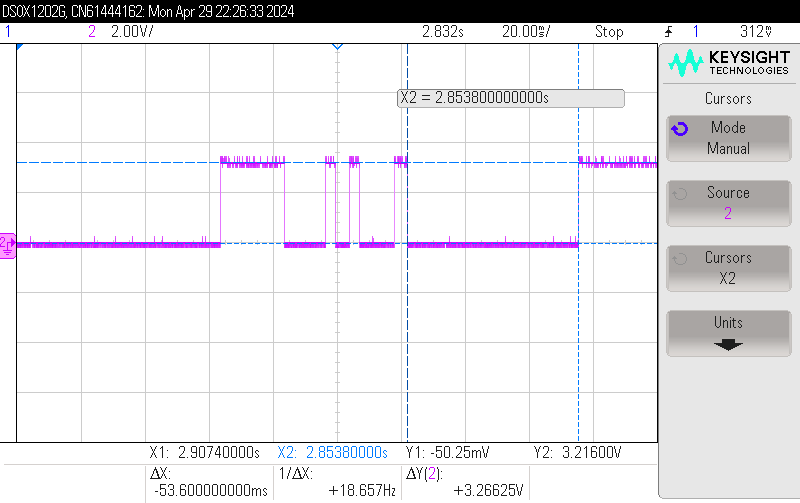 DSOX1202G, CN61444162: Mon Apr 29 22:26:33 2024
1 2 2.00V/ 2.832s 20.00ms/ Stop 1 312mV
KEYSIGHT
TECHNOLOGIES
Cursors
X2 = 2.853800000000s
Mode
Manual
Source
2
Cursors
X2
Units
2
X1: 2.90740000s X2: 2.85380000s Y1: -50.25mV Y2: 3.21600V
ΔX: 1/ΔX: ΔY(2):
-53.600000000ms +18.657Hz +3.26625V